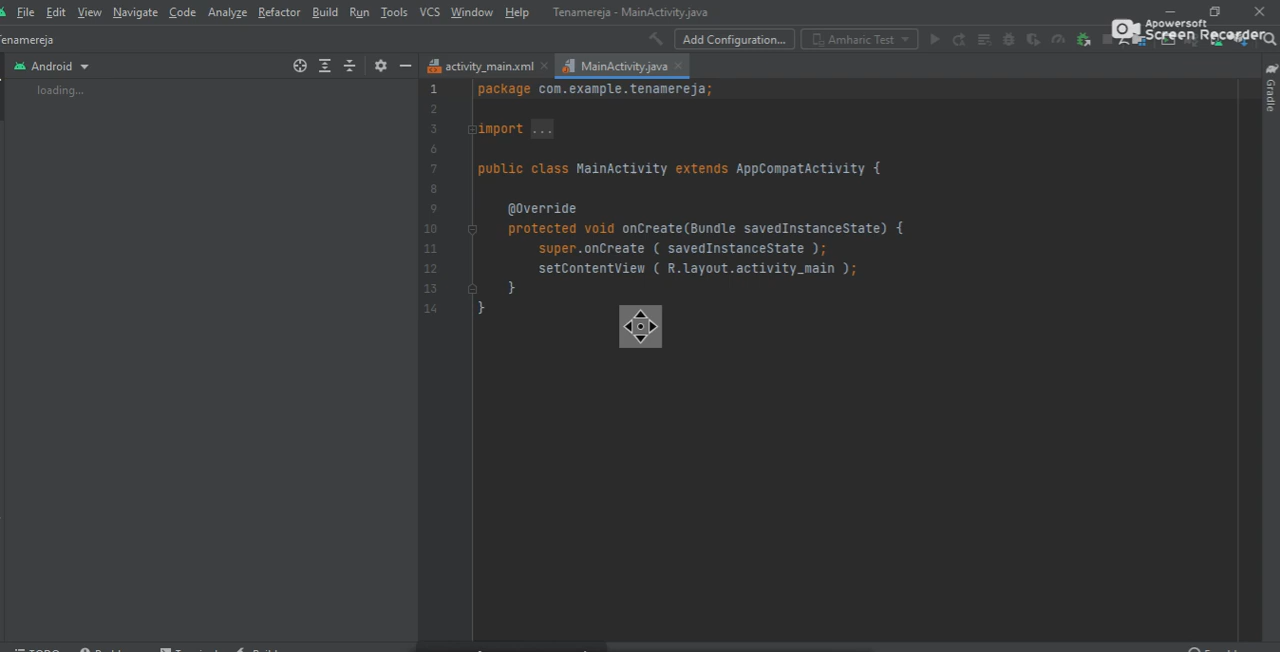 File Edit View Navigate Code Analyze Refactor Build Run Tools VCS Window Help Tenamereja - MainActivity.java
Apowersoft
Screen Recorder
enamereja Add Configuration... Amharic Test
Android activity_main.xml MainActivity.java
loading...
Gradle
1 package com.example.tenamereja;
2
3 import ...
6
7 public class MainActivity extends AppCompatActivity {
8
9 @Override
10 protected void onCreate(Bundle savedInstanceState) {
11 super.onCreate ( savedInstanceState );
12 setContentView ( R.layout.activity_main );
13 }
14 }